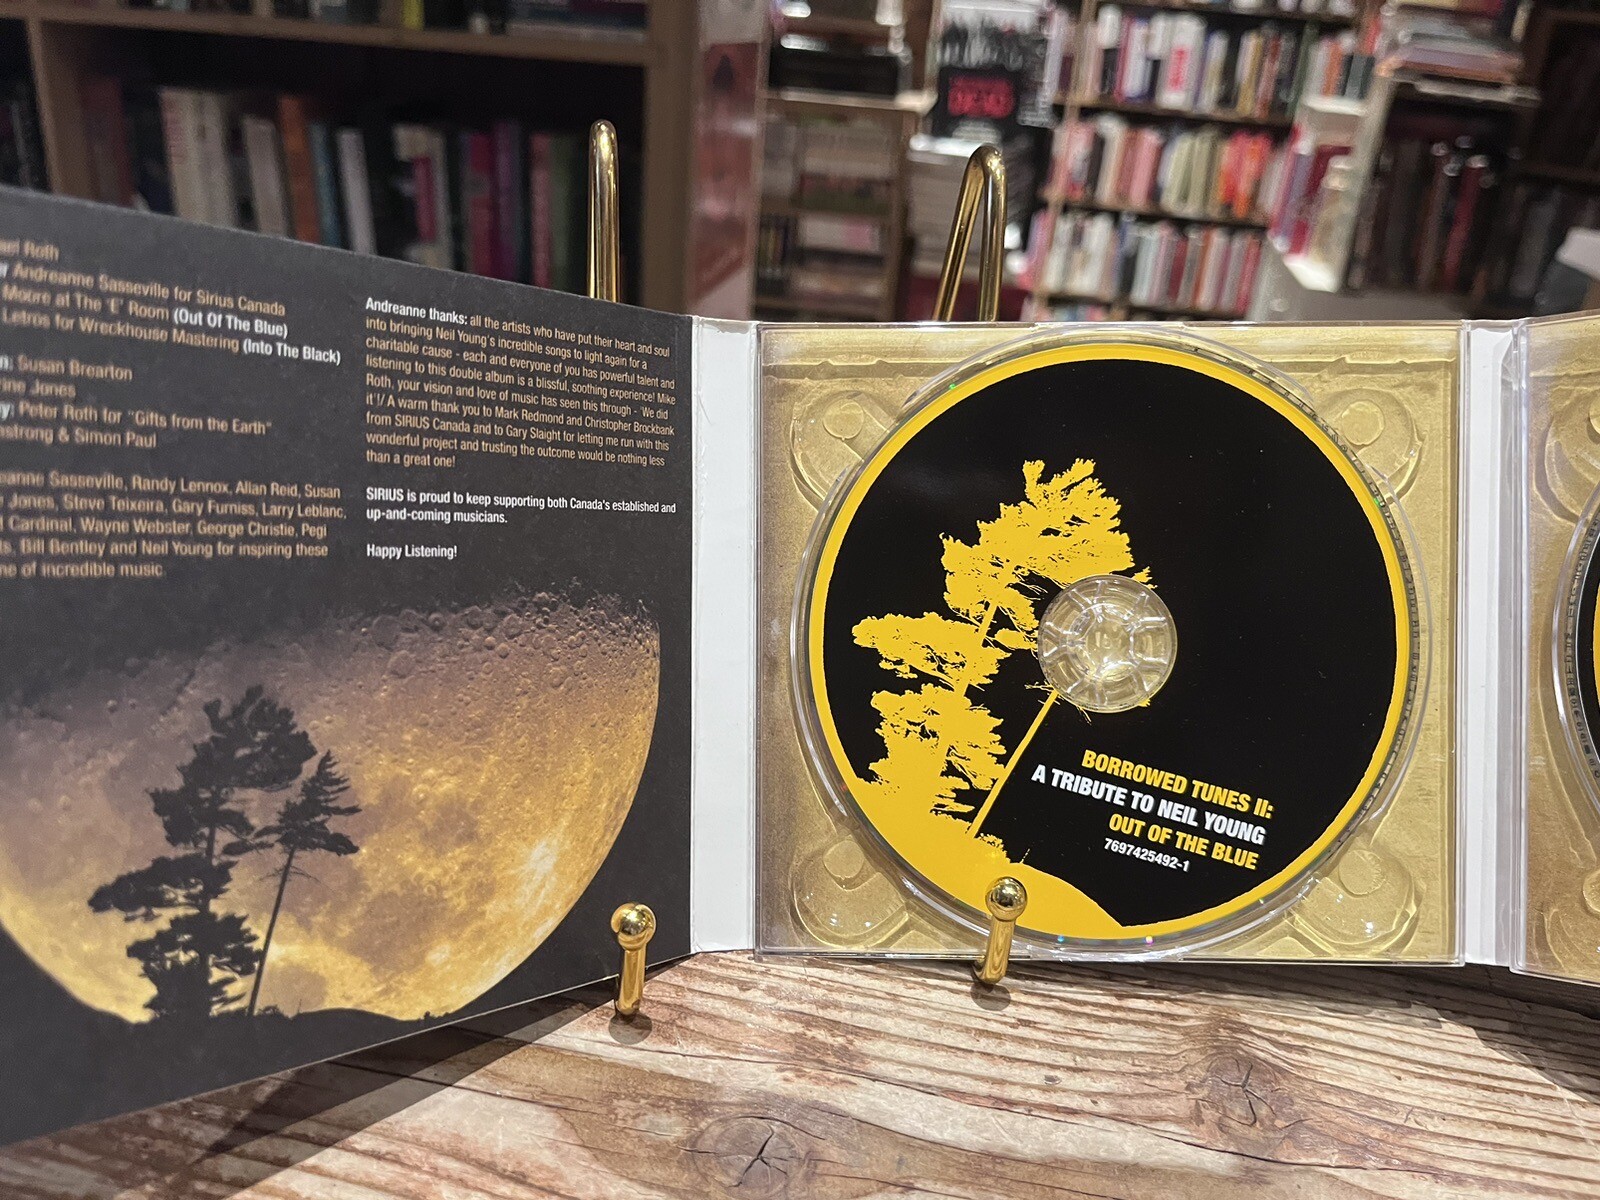 Roth
Andreanne Sasseville for Sirius Canada
Moore at The 'E' Room (Out Of The Blue)
Letros for Wreckhouse Mastering (Into The Black)
Susan Brearton
Jones
Peter Roth for "Gifts from the Earth"
& Simon Paul
Sasseville, Randy Lennox, Allan Reid, Susan
Jones, Steve Teixeira, Gary Furniss, Larry Leblanc,
Cardinal, Wayne Webster, George Christie, Pegi
Bill Bentley and Neil Young for inspiring these
of incredible music.
Andreanne thanks: all the artists who have put their heart and soul
into bringing Neil Young's incredible songs to light again for a
charitable cause - each and everyone of you has powerful talent and
listening to this double album is a blissful, soothing experience! Mike
Roth, your vision and love of music has seen this through - 'We did
it'!/ A warm thank you to Mark Redmond and Christopher Brockbank
from SIRIUS Canada and to Gary Slaight for letting me run with this
wonderful project and trusting the outcome would be nothing less
than a great one!
SIRIUS is proud to keep supporting both Canada's established and
up-and-coming musicians.
Happy Listening!
BORROWED TUNES II:
A TRIBUTE TO NEIL YOUNG
OUT OF THE BLUE
7697425492-1